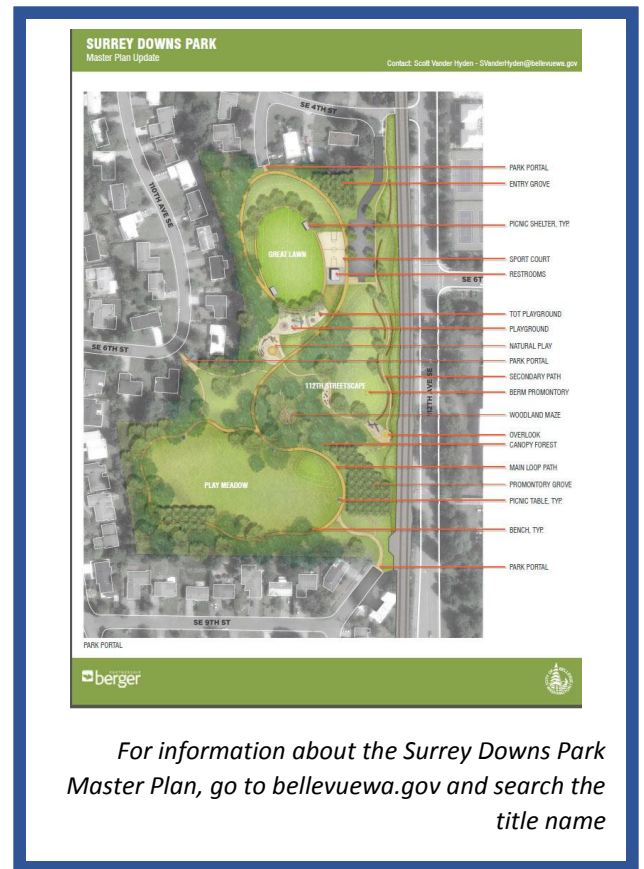 SURREY DOWNS PARK
Master Plan Update
Contact: Scott Vander Hyden - SVanderHyden@bellevuewa.gov
SE 4TH ST
PARK PORTAL
ENTRY GROVE
110TH AVE SE
PICNIC SHELTER, TYP.
GREAT LAWN
SPORT COURT
RESTROOMS
SE 6T
TOT PLAYGROUND
PLAYGROUND
NATURAL PLAY
SE 6TH ST
PARK PORTAL
SECONDARY PATH
112TH STREETSCAPE
112TH AVE SE
BERM PROMONTORY
WOODLAND MAZE
OVERLOOK
CANOPY FOREST
MAIN LOOP PATH
PLAY MEADOW
PROMONTORY GROVE
PICNIC TABLE, TYP.
BENCH, TYP.
PARK PORTAL
SE 9TH ST
PARK PORTAL
berger
For information about the Surrey Downs Park
Master Plan, go to bellevuewa.gov and search the
title name